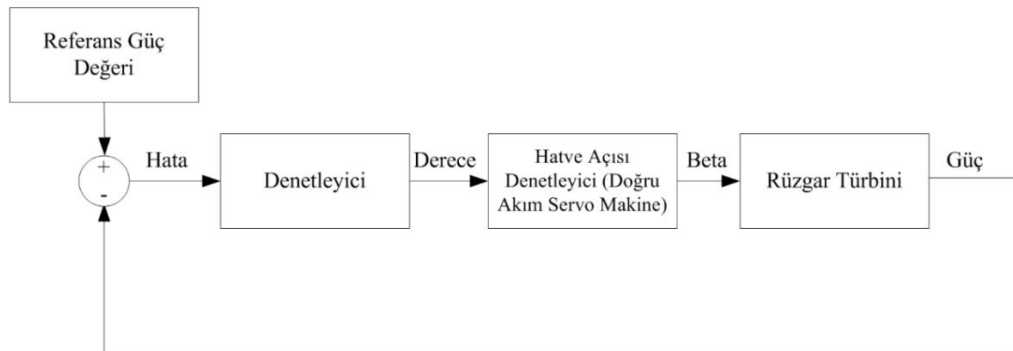 Referans Güç
Değeri
+
-
Hata
Denetleyici
Derece
Hatve Açısı
Denetleyici (Doğru
Akım Servo Makine)
Beta
Rüzgar Türbini
Güç